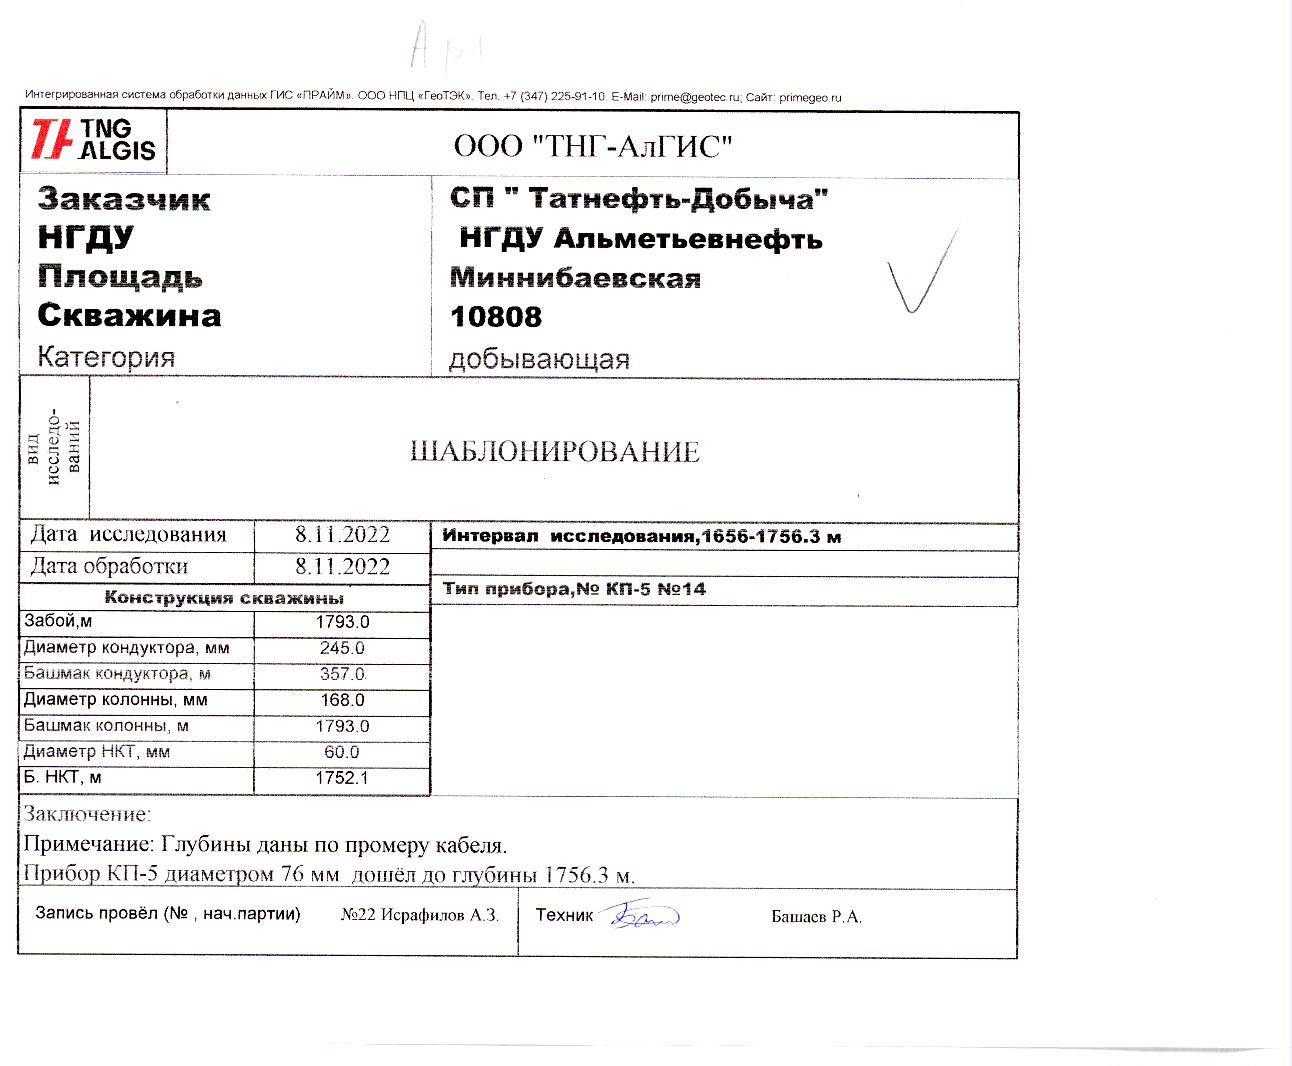 Интегрированная система обработки данных ГИС «ПРАЙМ». ООО НПЦ «ГеоТЭК». Тел. +7 (347) 225-91-10. E-Mail: prime@geotec.ru; Сайт: primegeo.ru
TNG ALGIS
ООО "ТНГ-АлГИС"
Заказчик СП " Татнефть-Добыча"
НГДУ НГДУ Альметьевнефть
Площадь Миннибаевская
Скважина 10808
Категория добывающая
вид исследо-ваний
ШАБЛОНИРОВАНИЕ
Дата исследования 8.11.2022 Интервал исследования,1656-1756.3 м
Дата обработки 8.11.2022
Тип прибора,№ КП-5 №14
Конструкция скважины
Забой,м 1793.0
Диаметр кондуктора, мм 245.0
Башмак кондуктора, м 357.0
Диаметр колонны, мм 168.0
Башмак колонны, м 1793.0
Диаметр НКТ, мм 60.0
Б. НКТ, м 1752.1
Заключение:
Примечание: Глубины даны по промеру кабеля.
Прибор КП-5 диаметром 76 мм дошёл до глубины 1756.3 м.
Запись провёл (№ , нач.партии) №22 Исрафилов А.З. Техник Башаев Р.А.